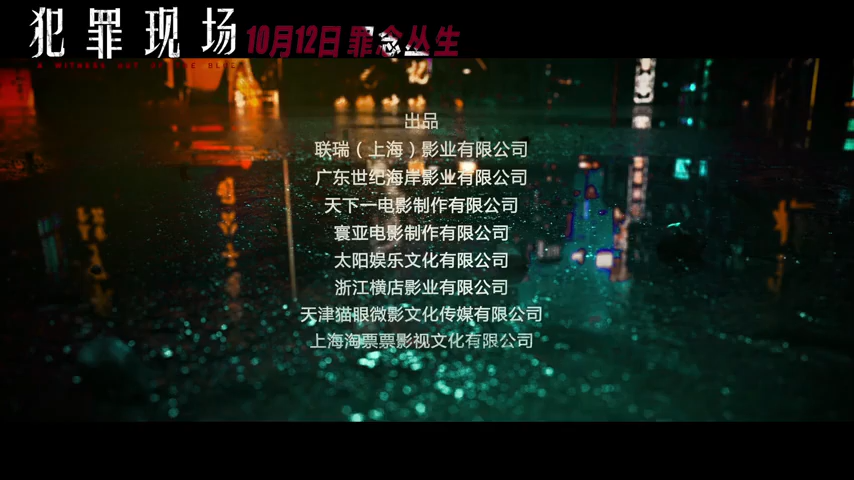 犯罪现场
10月12日 罪念丛生
A WITNESS OUT OF THE BLUE
出品
联瑞（上海）影业有限公司
广东世纪海岸影业有限公司
天下一电影制作有限公司
寰亚电影制作有限公司
太阳娱乐文化有限公司
浙江横店影业有限公司
天津猫眼微影文化传媒有限公司
上海淘票票影视文化有限公司